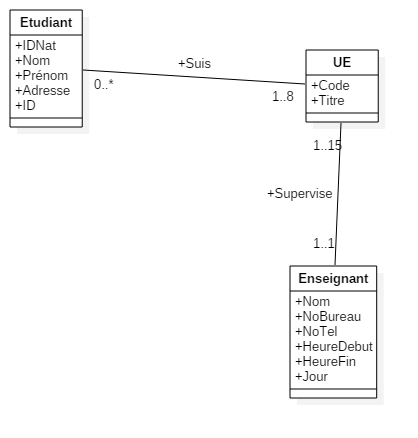 Etudiant
+IDNat
+Nom
+Prénom
+Adresse
+ID
+Suis
0..*
1..8
UE
+Code
+Titre
1..15
+Supervise
1..1
Enseignant
+Nom
+NoBureau
+NoTel
+HeureDebut
+HeureFin
+Jour